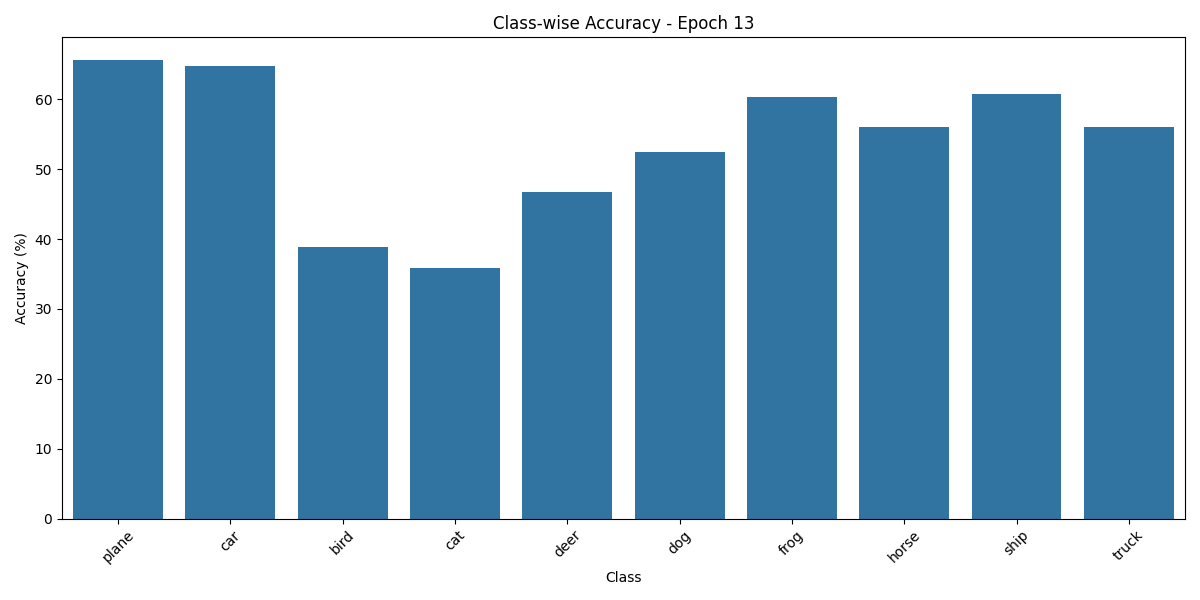 Class-wise Accuracy - Epoch 13
Accuracy (%)
60
50
40
30
20
10
0
plane
car
bird
cat
deer
dog
frog
horse
ship
truck
Class